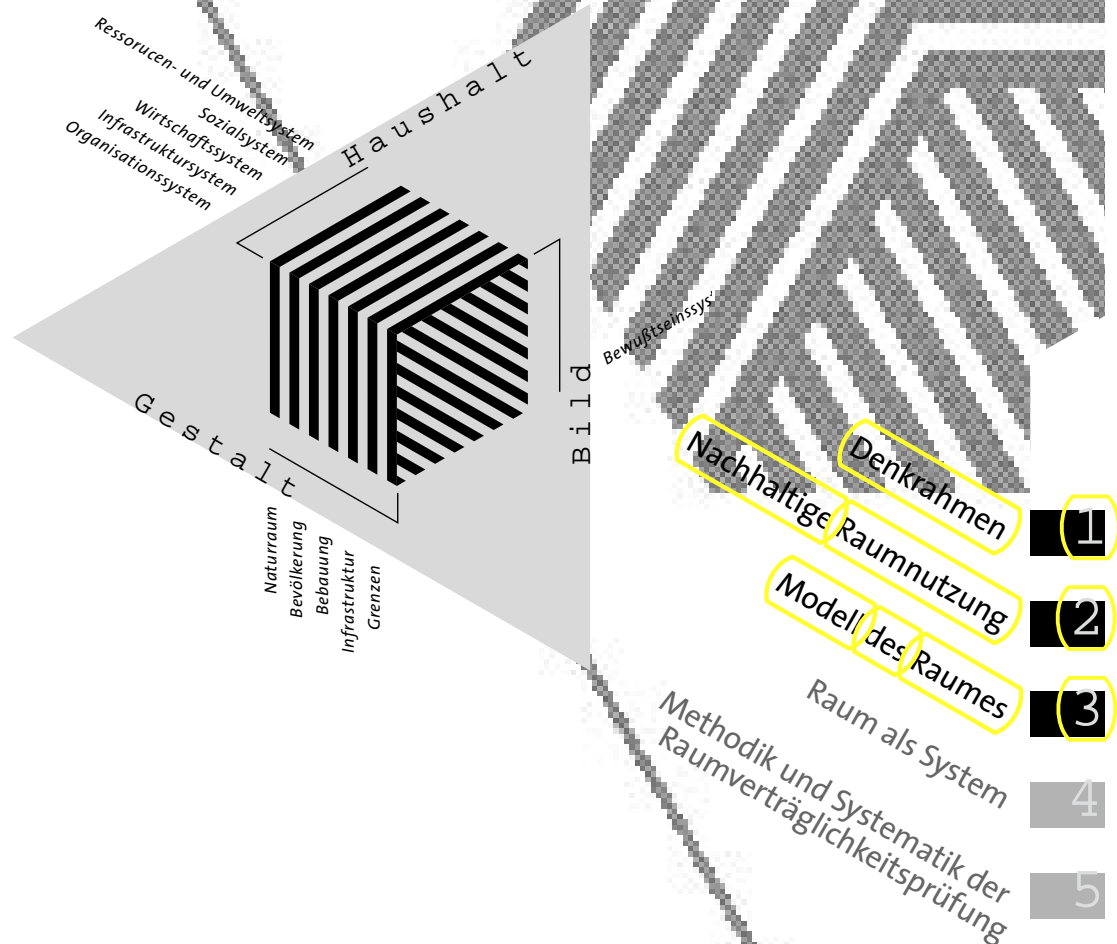 Ressorucen- und Umweltsystem
Sozialsystem
Wirtschaftssystem
Infrastruktursystem
Organisationssystem
Haushalt
Gestalt
Bild
Bewußtseinssys'
Naturraum
Bevölkerung
Bebauung
Infrastruktur
Grenzen
Denkrahmen 1
Nachhaltige Raumnutzung 2
Modell des Raumes 3
Raum als System 4
Methodik und Systematik der
Raumverträglichkeitsprüfung 5